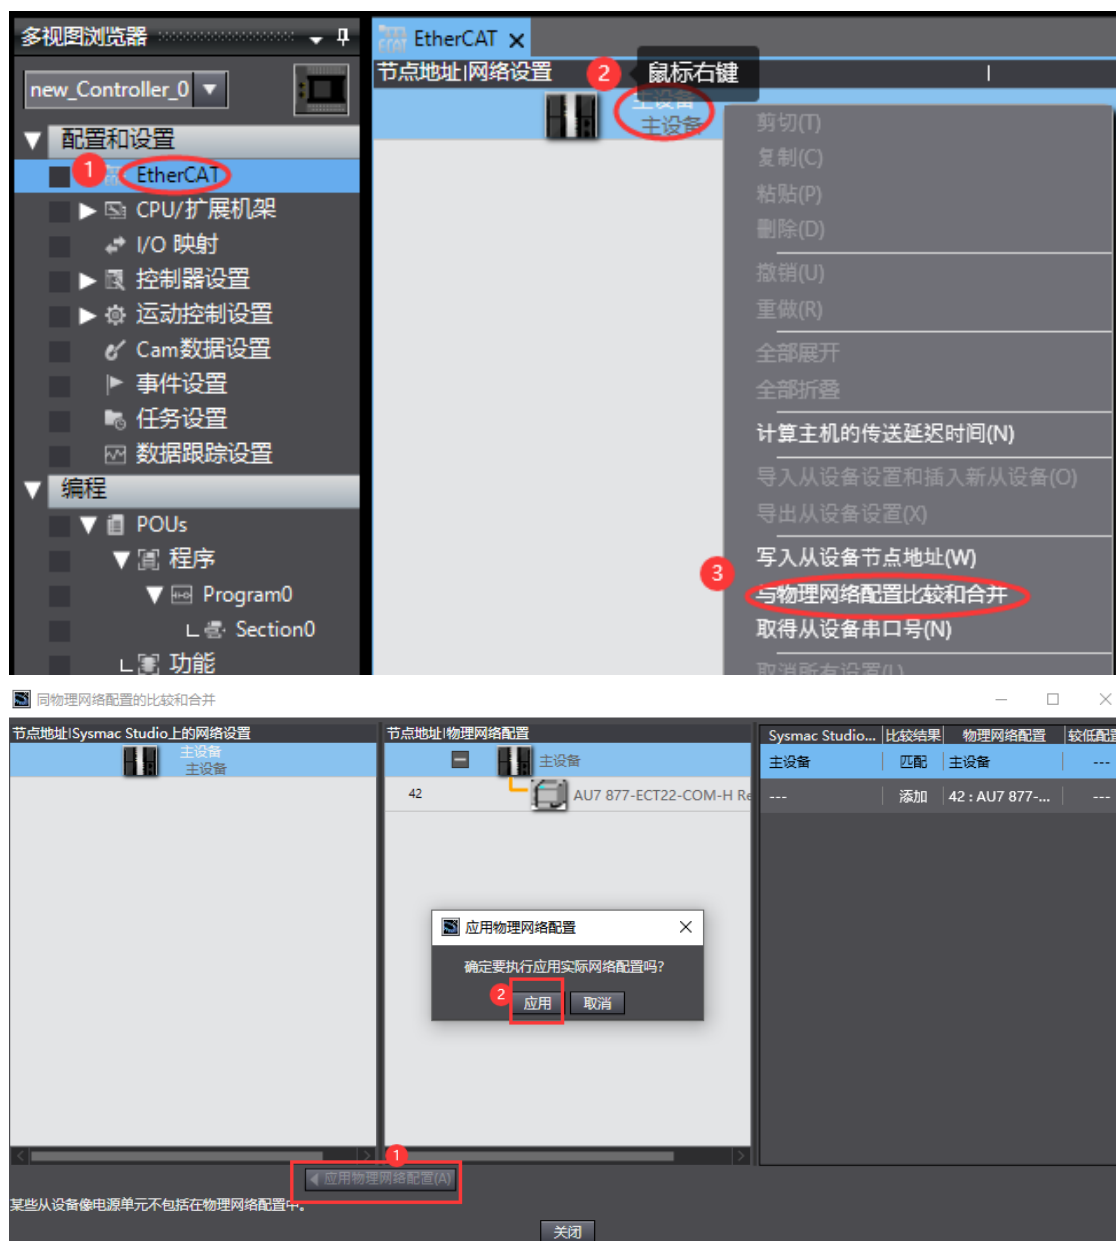 多视图浏览器
new_Controller_0
配置和设置
1
EtherCAT
CPU/扩展机架
I/O 映射
控制器设置
运动控制设置
Cam数据设置
事件设置
任务设置
数据跟踪设置
编程
POUs
程序
Program0
Section0
功能
EtherCAT
节点地址|网络设置
2 鼠标右键
主设备
主设备
剪切(T)
复制(C)
粘贴(P)
删除(D)
撤销(U)
重做(R)
全部展开
全部折叠
计算主机的传送延迟时间(N)
导入从设备设置和插入新从设备(O)
导出从设备设置(X)
写入从设备节点地址(W)
3
与物理网络配置比较和合并
取得从设备串口号(N)
取消所有设置(L)
同物理网络配置的比较和合并
节点地址|Sysmac Studio上的网络设置
主设备
主设备
节点地址|物理网络配置
主设备
42 AU7 877-ECT22-COM-H Re
Sysmac Studio... 比较结果 物理网络配置 较低配置
主设备 匹配 主设备 ---
--- 添加 42 : AU7 877-... ---
应用物理网络配置
确定要执行应用实际网络配置吗?
2
应用 取消
1
应用物理网络配置(A)
某些从设备像电源单元不包括在物理网络配置中。
关闭